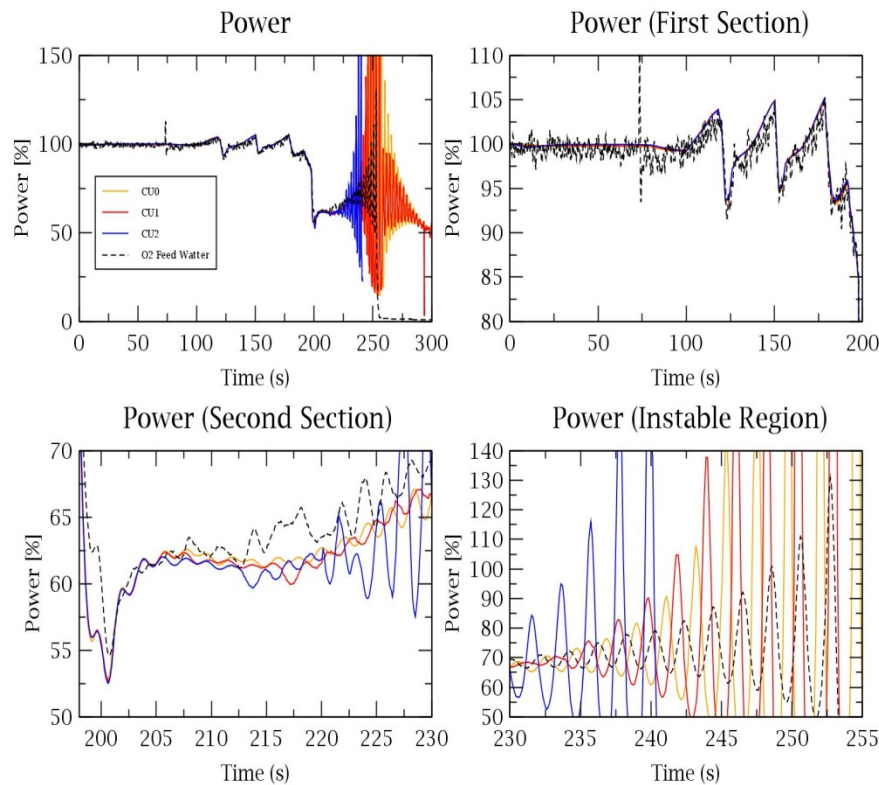 Power
Power (First Section)
150
100
50
0
Power [%]
CU0
CU1
CU2
O2 Feed Watter
0 50 100 150 200 250 300
Time (s)
110
105
100
95
90
85
80
Power [%]
0 50 100 150 200
Time (s)
Power (Second Section)
Power (Instable Region)
70
65
60
55
50
Power [%]
200 205 210 215 220 225 230
Time (s)
140
130
120
110
100
90
80
70
60
50
Power [%]
230 235 240 245 250 255
Time (s)